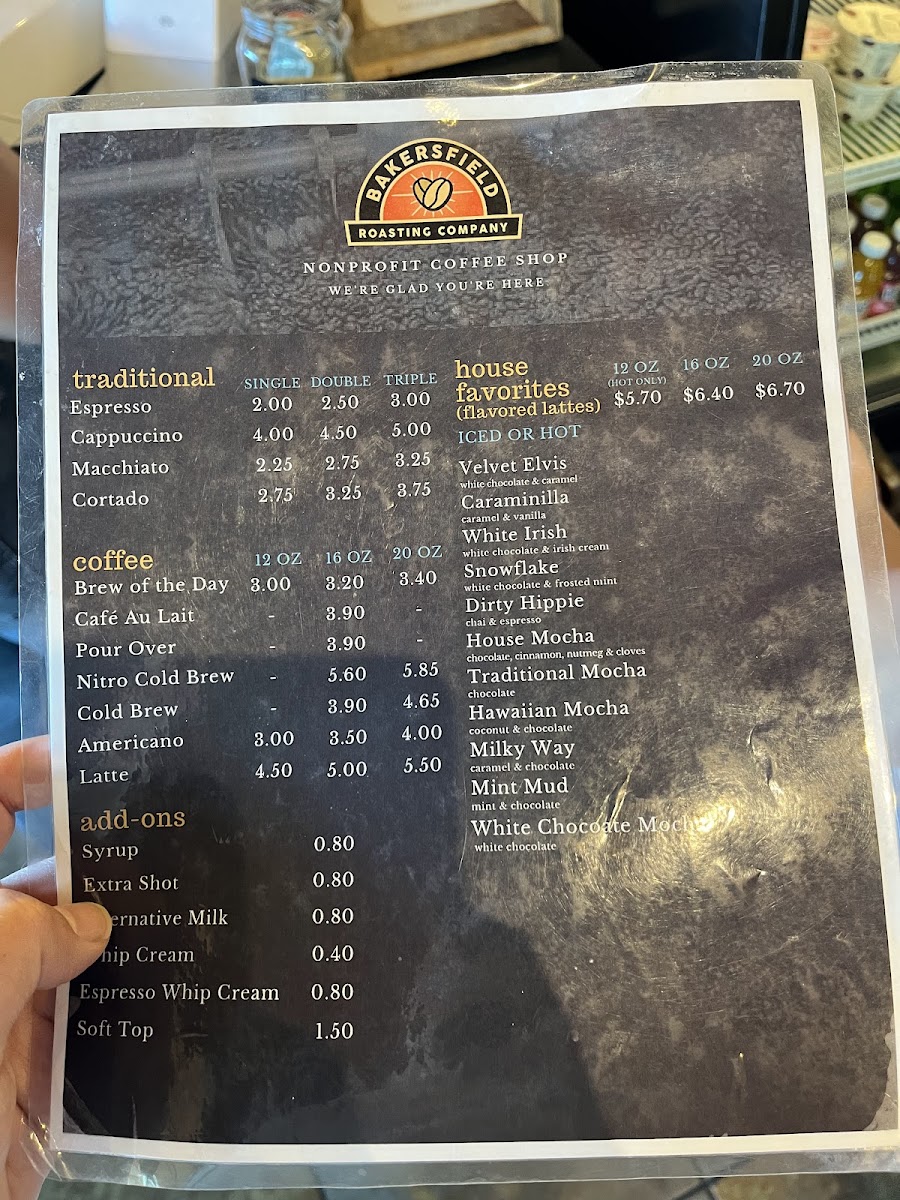 BAKERSFIELD
ROASTING COMPANY
NONPROFIT COFFEE SHOP
WE'RE GLAD YOU'RE HERE
traditional SINGLE DOUBLE TRIPLE
Espresso 2.00 2.50 3.00
Cappuccino 4.00 4.50 5.00
Macchiato 2.25 2.75 3.25
Cortado 2.75 3.25 3.75
coffee 12 OZ 16 OZ 20 OZ
Brew of the Day 3.00 3.20 3.40
Café Au Lait - 3.90 -
Pour Over - 3.90 -
Nitro Cold Brew - 5.60 5.85
Cold Brew - 3.90 4.65
Americano 3.00 3.50 4.00
Latte 4.50 5.00 5.50
add-ons
Syrup 0.80
Extra Shot 0.80
ernative Milk 0.80
hip Cream 0.40
Espresso Whip Cream 0.80
Soft Top 1.50
house 12 OZ 16 OZ 20 OZ
favorites (HOT ONLY)
(flavored lattes) $5.70 $6.40 $6.70
ICED OR HOT
Velvet Elvis
white chocolate & caramel
Caraminilla
caramel & vanilla
White Irish
white chocolate & irish cream
Snowflake
white chocolate & frosted mint
Dirty Hippie
chai & espresso
House Mocha
chocolate, cinnamon, nutmeg & cloves
Traditional Mocha
chocolate
Hawaiian Mocha
coconut & chocolate
Milky Way
caramel & chocolate
Mint Mud
mint & chocolate
White Chocoate Mocha
white chocolate